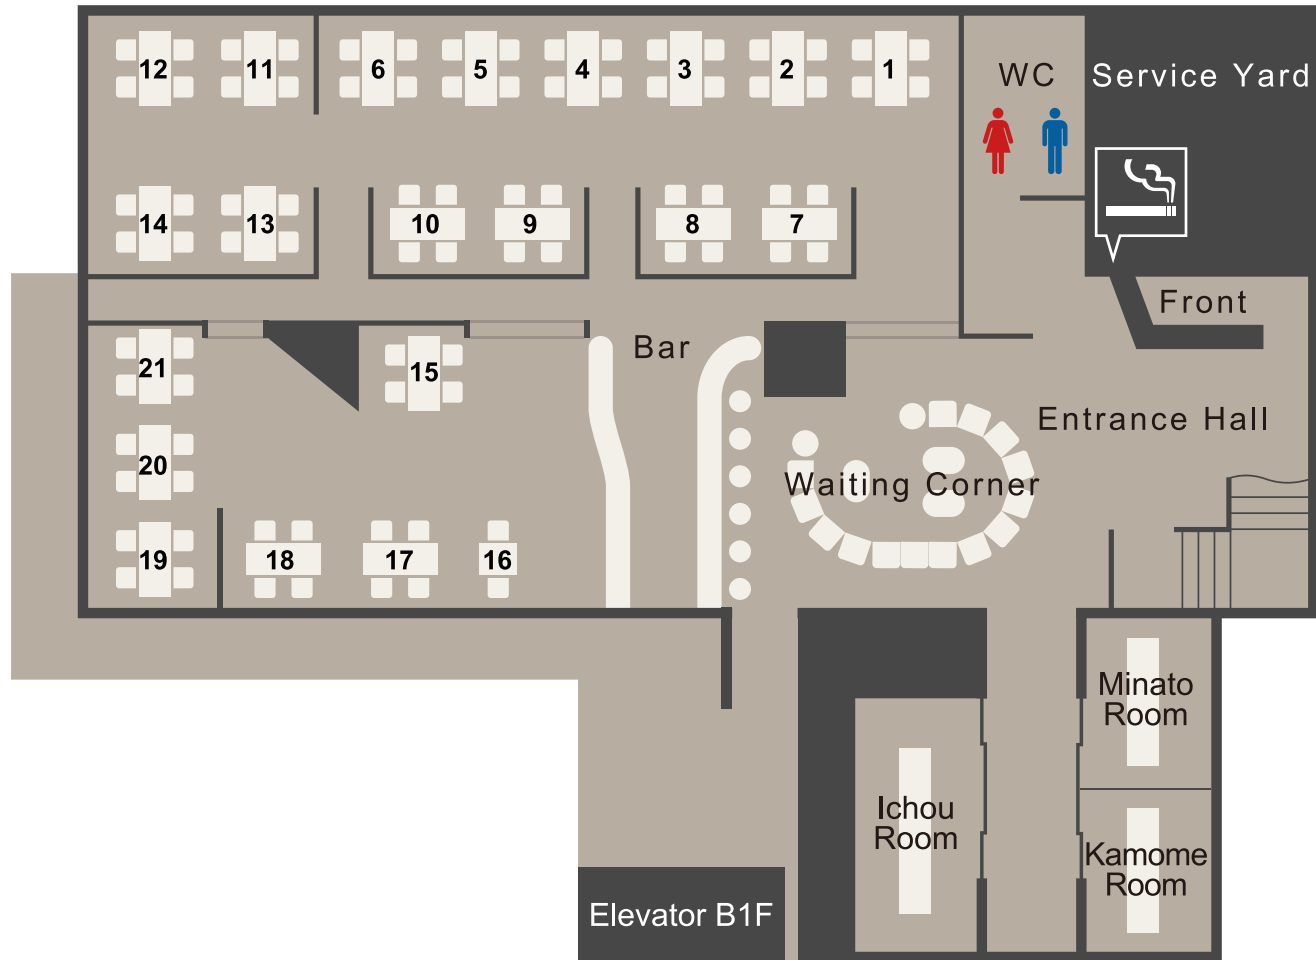 12
11
6
5
4
3
2
1
WC
Service Yard
14
13
10
9
8
7
Front
Bar
21
15
Entrance Hall
20
Waiting Corner
19
18
17
16
Minato
Room
Ichou
Room
Kamome
Room
Elevator B1F